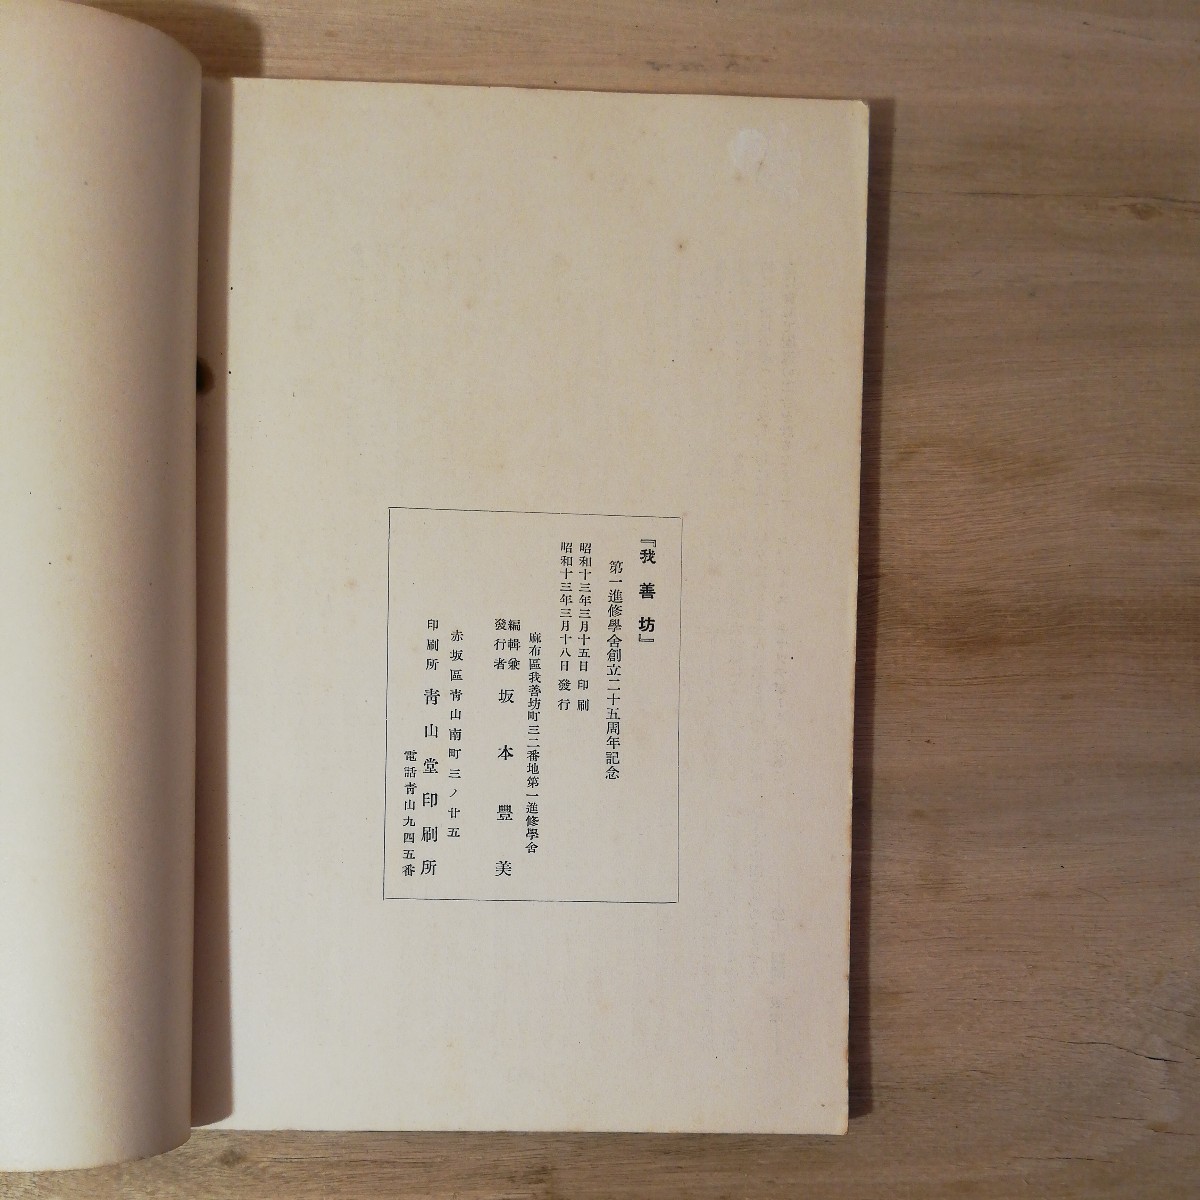 『我善坊』
第一進修學舍創立二十五周年記念
昭和十三年三月十五日印刷
昭和十三年三月十八日發行
麻布區我善坊町三二番地第一進修學舍
編輯兼
發行者
坂本豐美
赤坂區靑山南町三ノ廿五
印刷所 靑山堂印刷所
電話靑山九四五番